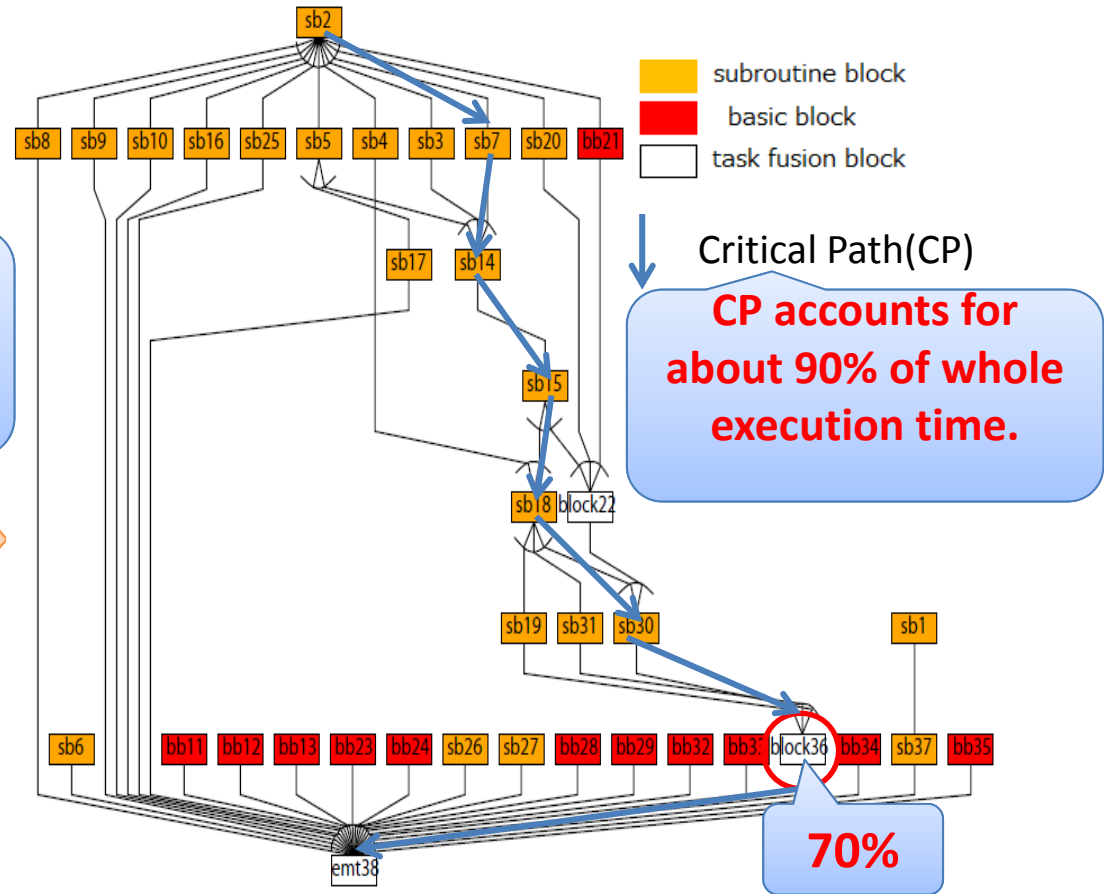 sb2
subroutine block
basic block
task fusion block
sb8 sb9 sb10 sb16 sb25 sb5 sb4 sb3 sb7 sb20 bb21
Critical Path(CP)
CP accounts for
about 90% of whole
execution time.
sb17 sb14
sb15
sb18 block22
sb19 sb31 sb30 sb1
sb6 bb11 bb12 bb13 bb23 bb24 sb26 sb27 bb28 bb29 bb32 block36 bb34 sb37 bb35
70%
emt38